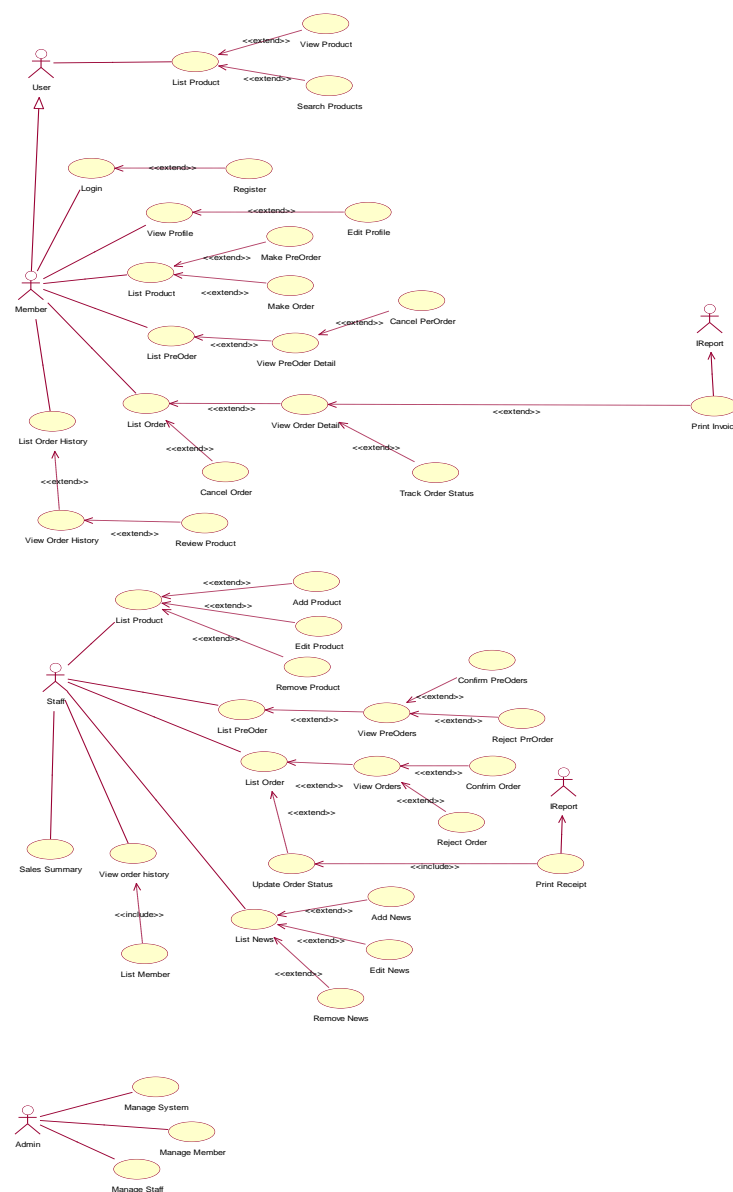 <<extend>>
View Product
User
List Product
<<extend>>
Search Products
Login
<<extend>>
Register
View Profile
<<extend>>
Edit Profile
Make PreOrder
<<extend>>
List Product
<<extend>>
Make Order
Member
Cancel PerOrder
<<extend>>
IReport
List PreOder
<<extend>>
View PreOder Detail
List Order
<<extend>>
View Order Detail
<<extend>>
Print Invoic
List Order History
<<extend>>
<<extend>>
Cancel Order
Track Order Status
<<extend>>
View Order History
<<extend>>
Review Product
<<extend>>
Add Product
List Product
<<extend>>
Edit Product
<<extend>>
Remove Product
Staff
Confirm PreOders
<<extend>>
List PreOder
<<extend>>
View PreOders
<<extend>>
Reject PrrOrder
List Order
<<extend>>
View Orders
<<extend>>
Confrim Order
IReport
<<extend>>
<<extend>>
Reject Order
Sales Summary
View order history
Update Order Status
<<include>>
Print Receipt
<<include>>
List Member
<<extend>>
Add News
List News
<<extend>>
Edit News
<<extend>>
Remove News
Manage System
Admin
Manage Member
Manage Staff